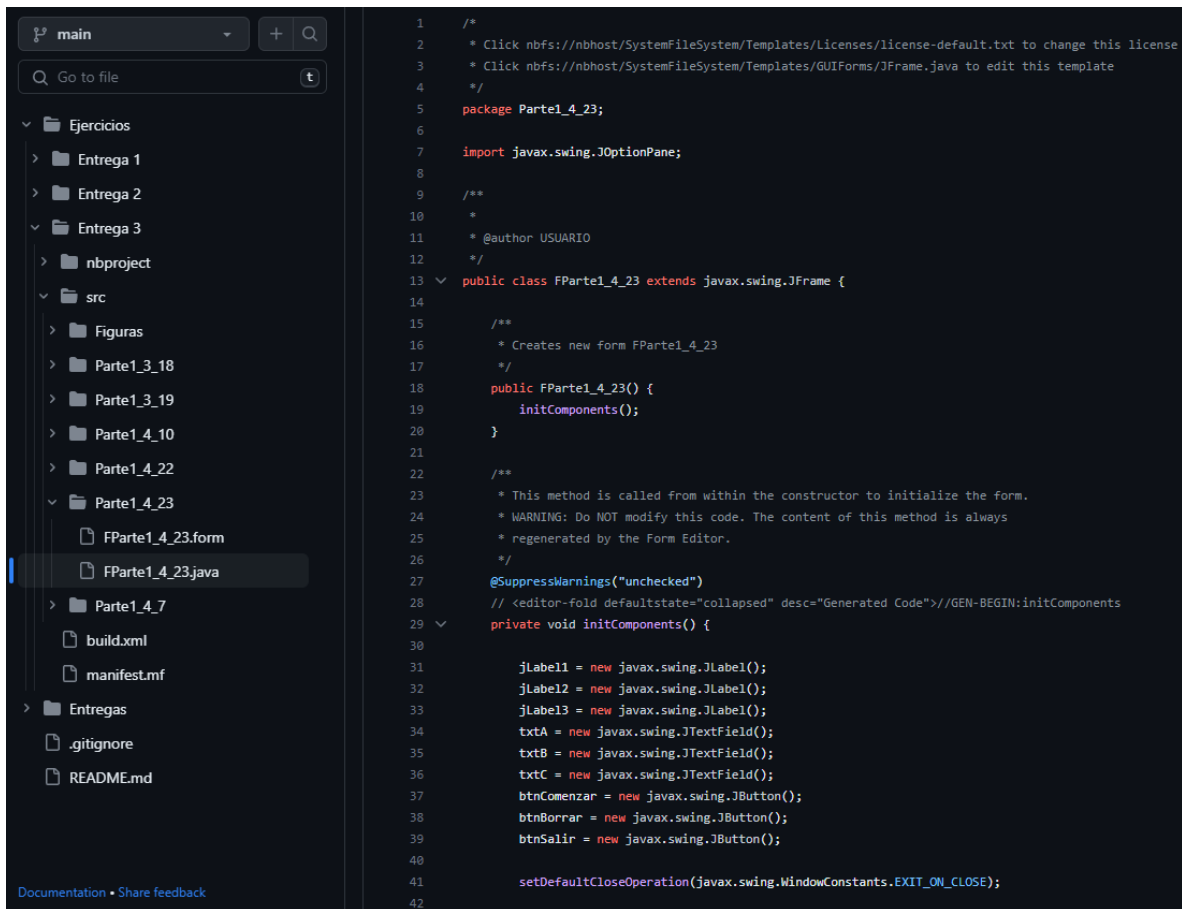 main
Go to file
t
Ejercicios
Entrega 1
Entrega 2
Entrega 3
nbproject
src
Figuras
Parte1_3_18
Parte1_3_19
Parte1_4_10
Parte1_4_22
Parte1_4_23
FParte1_4_23.form
FParte1_4_23.java
Parte1_4_7
build.xml
manifest.mf
Entregas
.gitignore
README.md
Documentation • Share feedback
1 /*
2  * Click nbfs://nbhost/SystemFileSystem/Templates/Licenses/license-default.txt to change this license
3  * Click nbfs://nbhost/SystemFileSystem/Templates/GUIForms/JFrame.java to edit this template
4  */
5 package Parte1_4_23;
6
7 import javax.swing.JOptionPane;
8
9 /**
10  *
11  * @author USUARIO
12  */
13 public class FParte1_4_23 extends javax.swing.JFrame {
14
15     /**
16      * Creates new form FParte1_4_23
17      */
18     public FParte1_4_23() {
19         initComponents();
20     }
21
22     /**
23      * This method is called from within the constructor to initialize the form.
24      * WARNING: Do NOT modify this code. The content of this method is always
25      * regenerated by the Form Editor.
26      */
27     @SuppressWarnings("unchecked")
28     // <editor-fold defaultstate="collapsed" desc="Generated Code">//GEN-BEGIN:initComponents
29     private void initComponents() {
30
31         jLabel1 = new javax.swing.JLabel();
32         jLabel2 = new javax.swing.JLabel();
33         jLabel3 = new javax.swing.JLabel();
34         txtA = new javax.swing.JTextField();
35         txtB = new javax.swing.JTextField();
36         txtC = new javax.swing.JTextField();
37         btnComenzar = new javax.swing.JButton();
38         btnBorrar = new javax.swing.JButton();
39         btnSalir = new javax.swing.JButton();
40
41         setDefaultCloseOperation(javax.swing.WindowConstants.EXIT_ON_CLOSE);
42